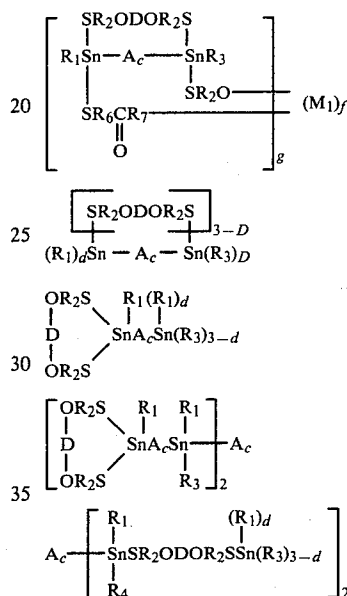 SR2ODOR2S
R1Sn — Ac — SnR3
SR2O
20 (M1)f
SR6CR7
O
g
25 SR2ODOR2S 3–D
(R1)d Sn — Ac — Sn(R3)D
OR2S R1(R1)d
D SnAcSn(R3)3–d
30
OR2S
OR2S R1 R1
D SnAcSn Ac
OR2S R3 2
35
R1 (R1)d
Ac SnSR2ODOR2SSn(R3)3–d
R4 2